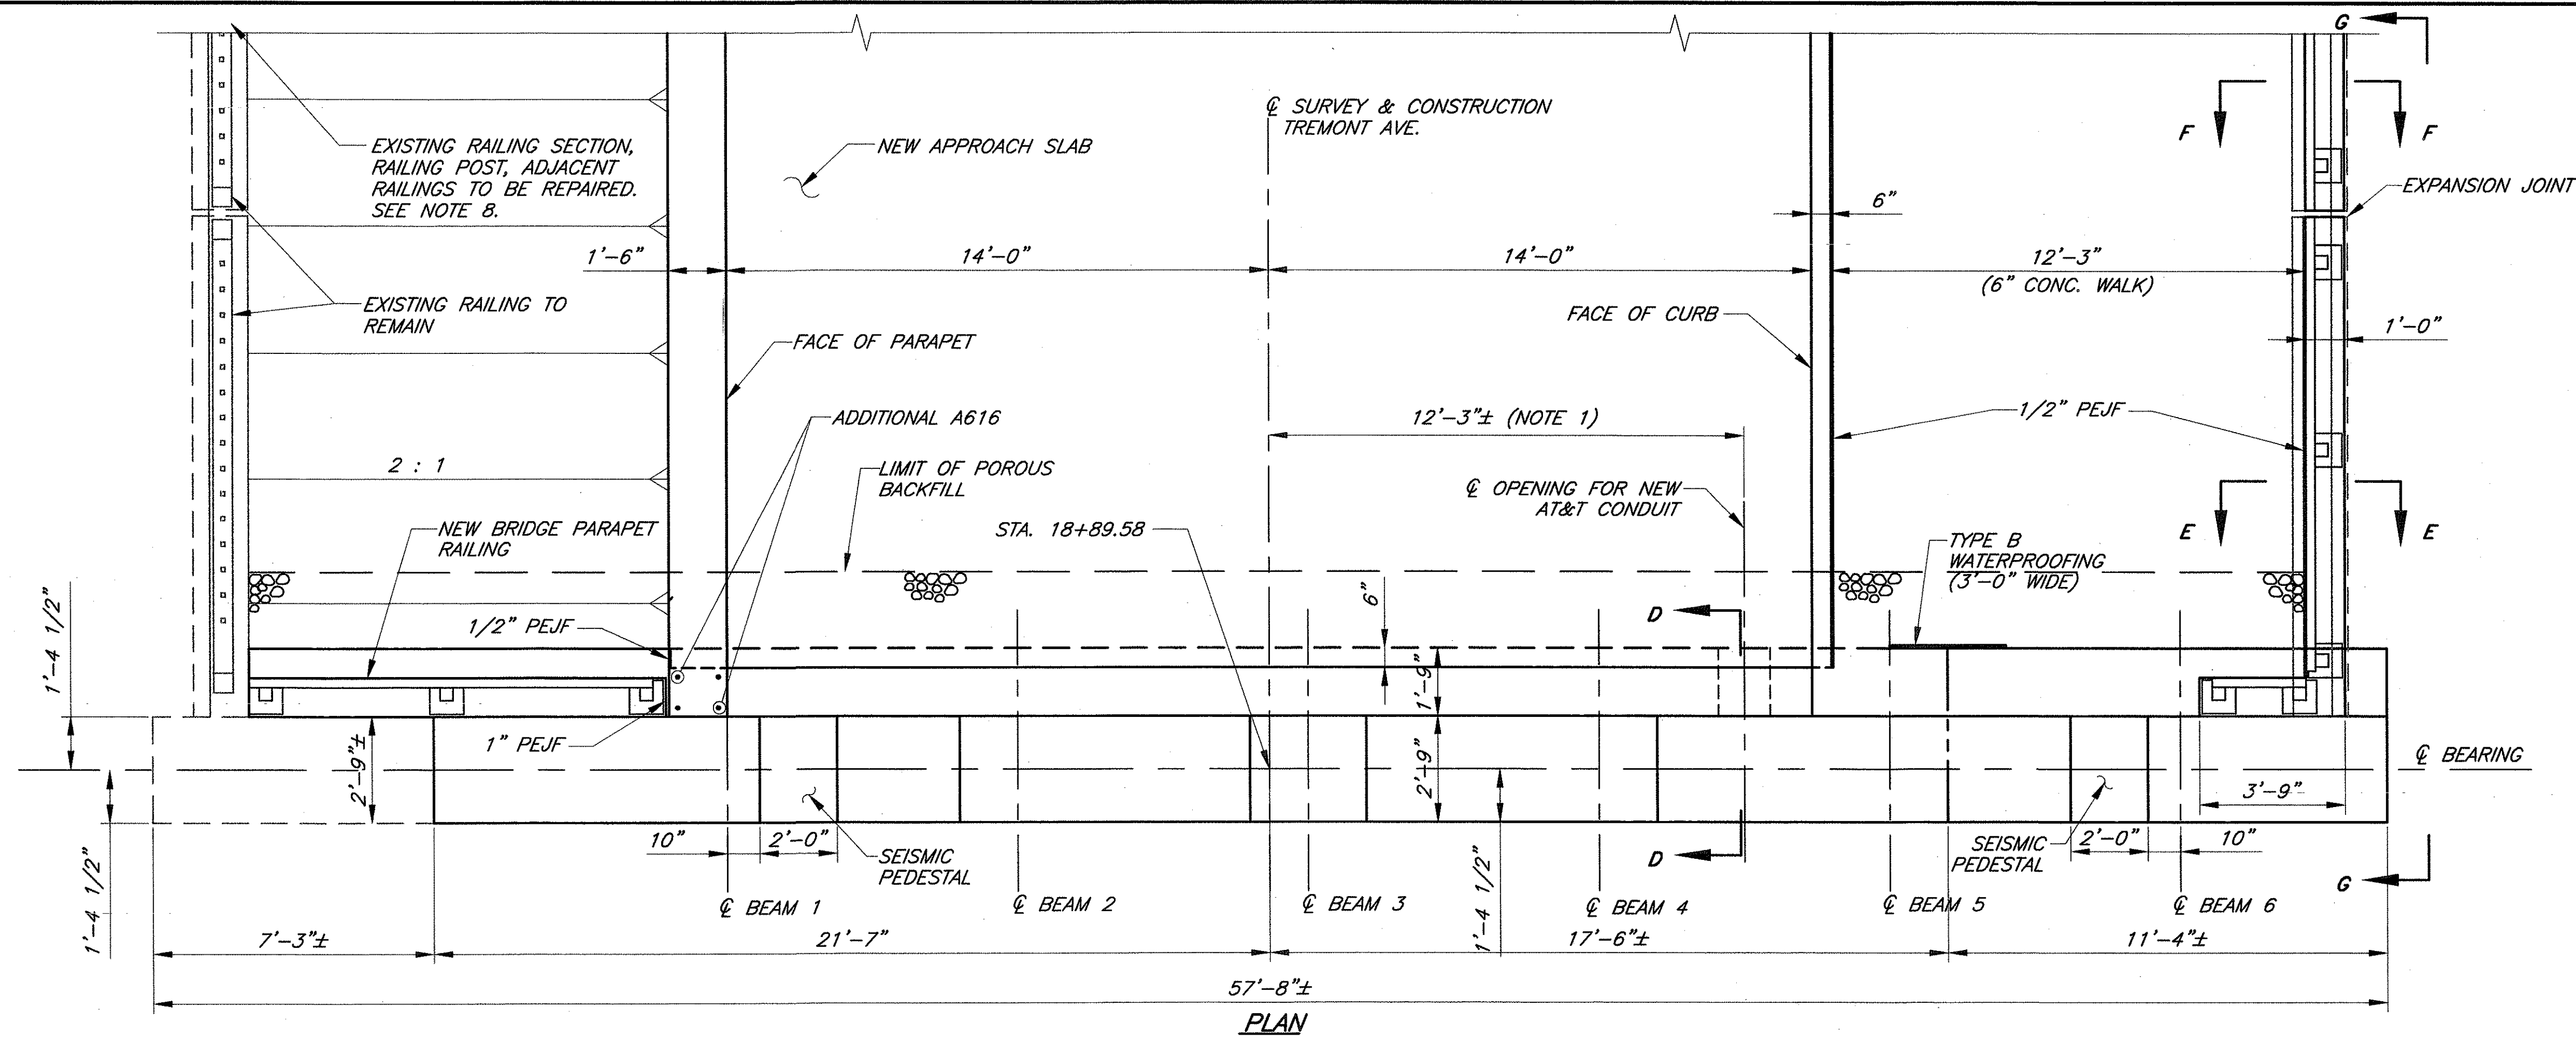 G
℄ SURVEY & CONSTRUCTION
TREMONT AVE.
F
F
EXISTING RAILING SECTION,
RAILING POST, ADJACENT
RAILINGS TO BE REPAIRED.
SEE NOTE 8.
NEW APPROACH SLAB
EXPANSION JOINT
6"
1'-6"
14'-0"
14'-0"
12'-3"
(6" CONC. WALK)
EXISTING RAILING TO
REMAIN
FACE OF CURB
1'-0"
FACE OF PARAPET
ADDITIONAL A616
12'-3"± (NOTE 1)
1/2" PEJF
2 : 1
LIMIT OF POROUS
BACKFILL
℄ OPENING FOR NEW
AT&T CONDUIT
NEW BRIDGE PARAPET
RAILING
STA. 18+89.58
E
E
TYPE B
WATERPROOFING
(3'-0" WIDE)
1'-4 1/2"
6"
D
1/2" PEJF
1'-9"
1" PEJF
2'-9"±
2'-9"
℄ BEARING
3'-9"
10"
2'-0"
SEISMIC
PEDESTAL
D
SEISMIC
PEDESTAL
2'-0"
10"
G
1'-4 1/2"
1'-4 1/2"
℄ BEAM 1
℄ BEAM 2
℄ BEAM 3
℄ BEAM 4
℄ BEAM 5
℄ BEAM 6
7'-3"±
21'-7"
17'-6"±
11'-4"±
57'-8"±
PLAN